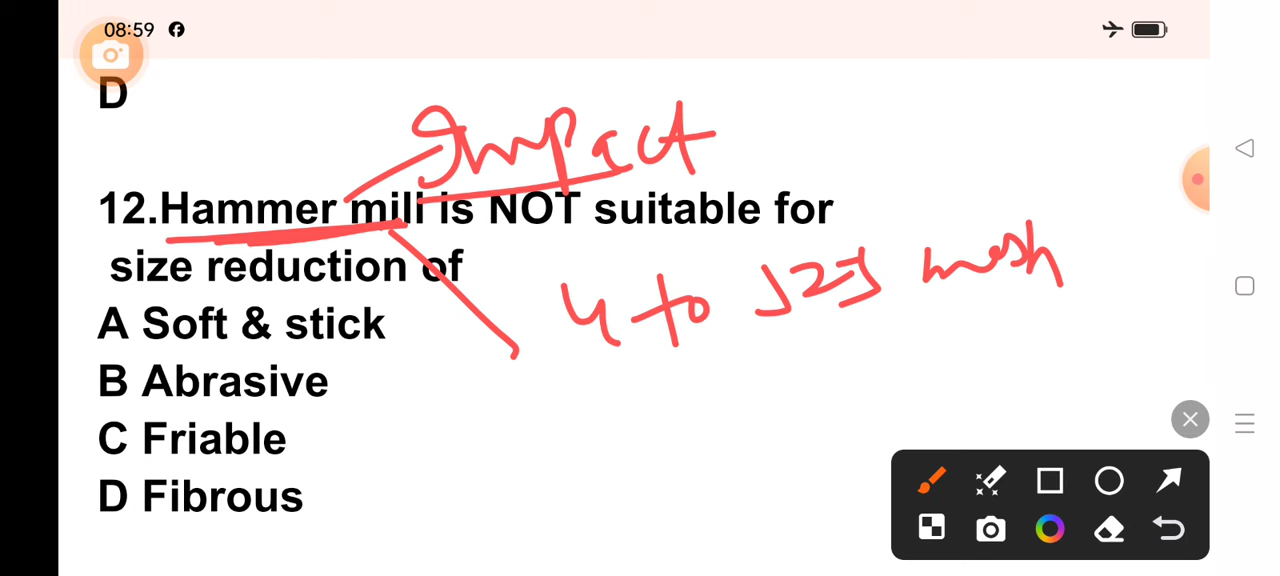 08:59
D
Impact
12.Hammer mill is NOT suitable for
size reduction of
4 to 325 mesh
A Soft & stick
B Abrasive
C Friable
D Fibrous